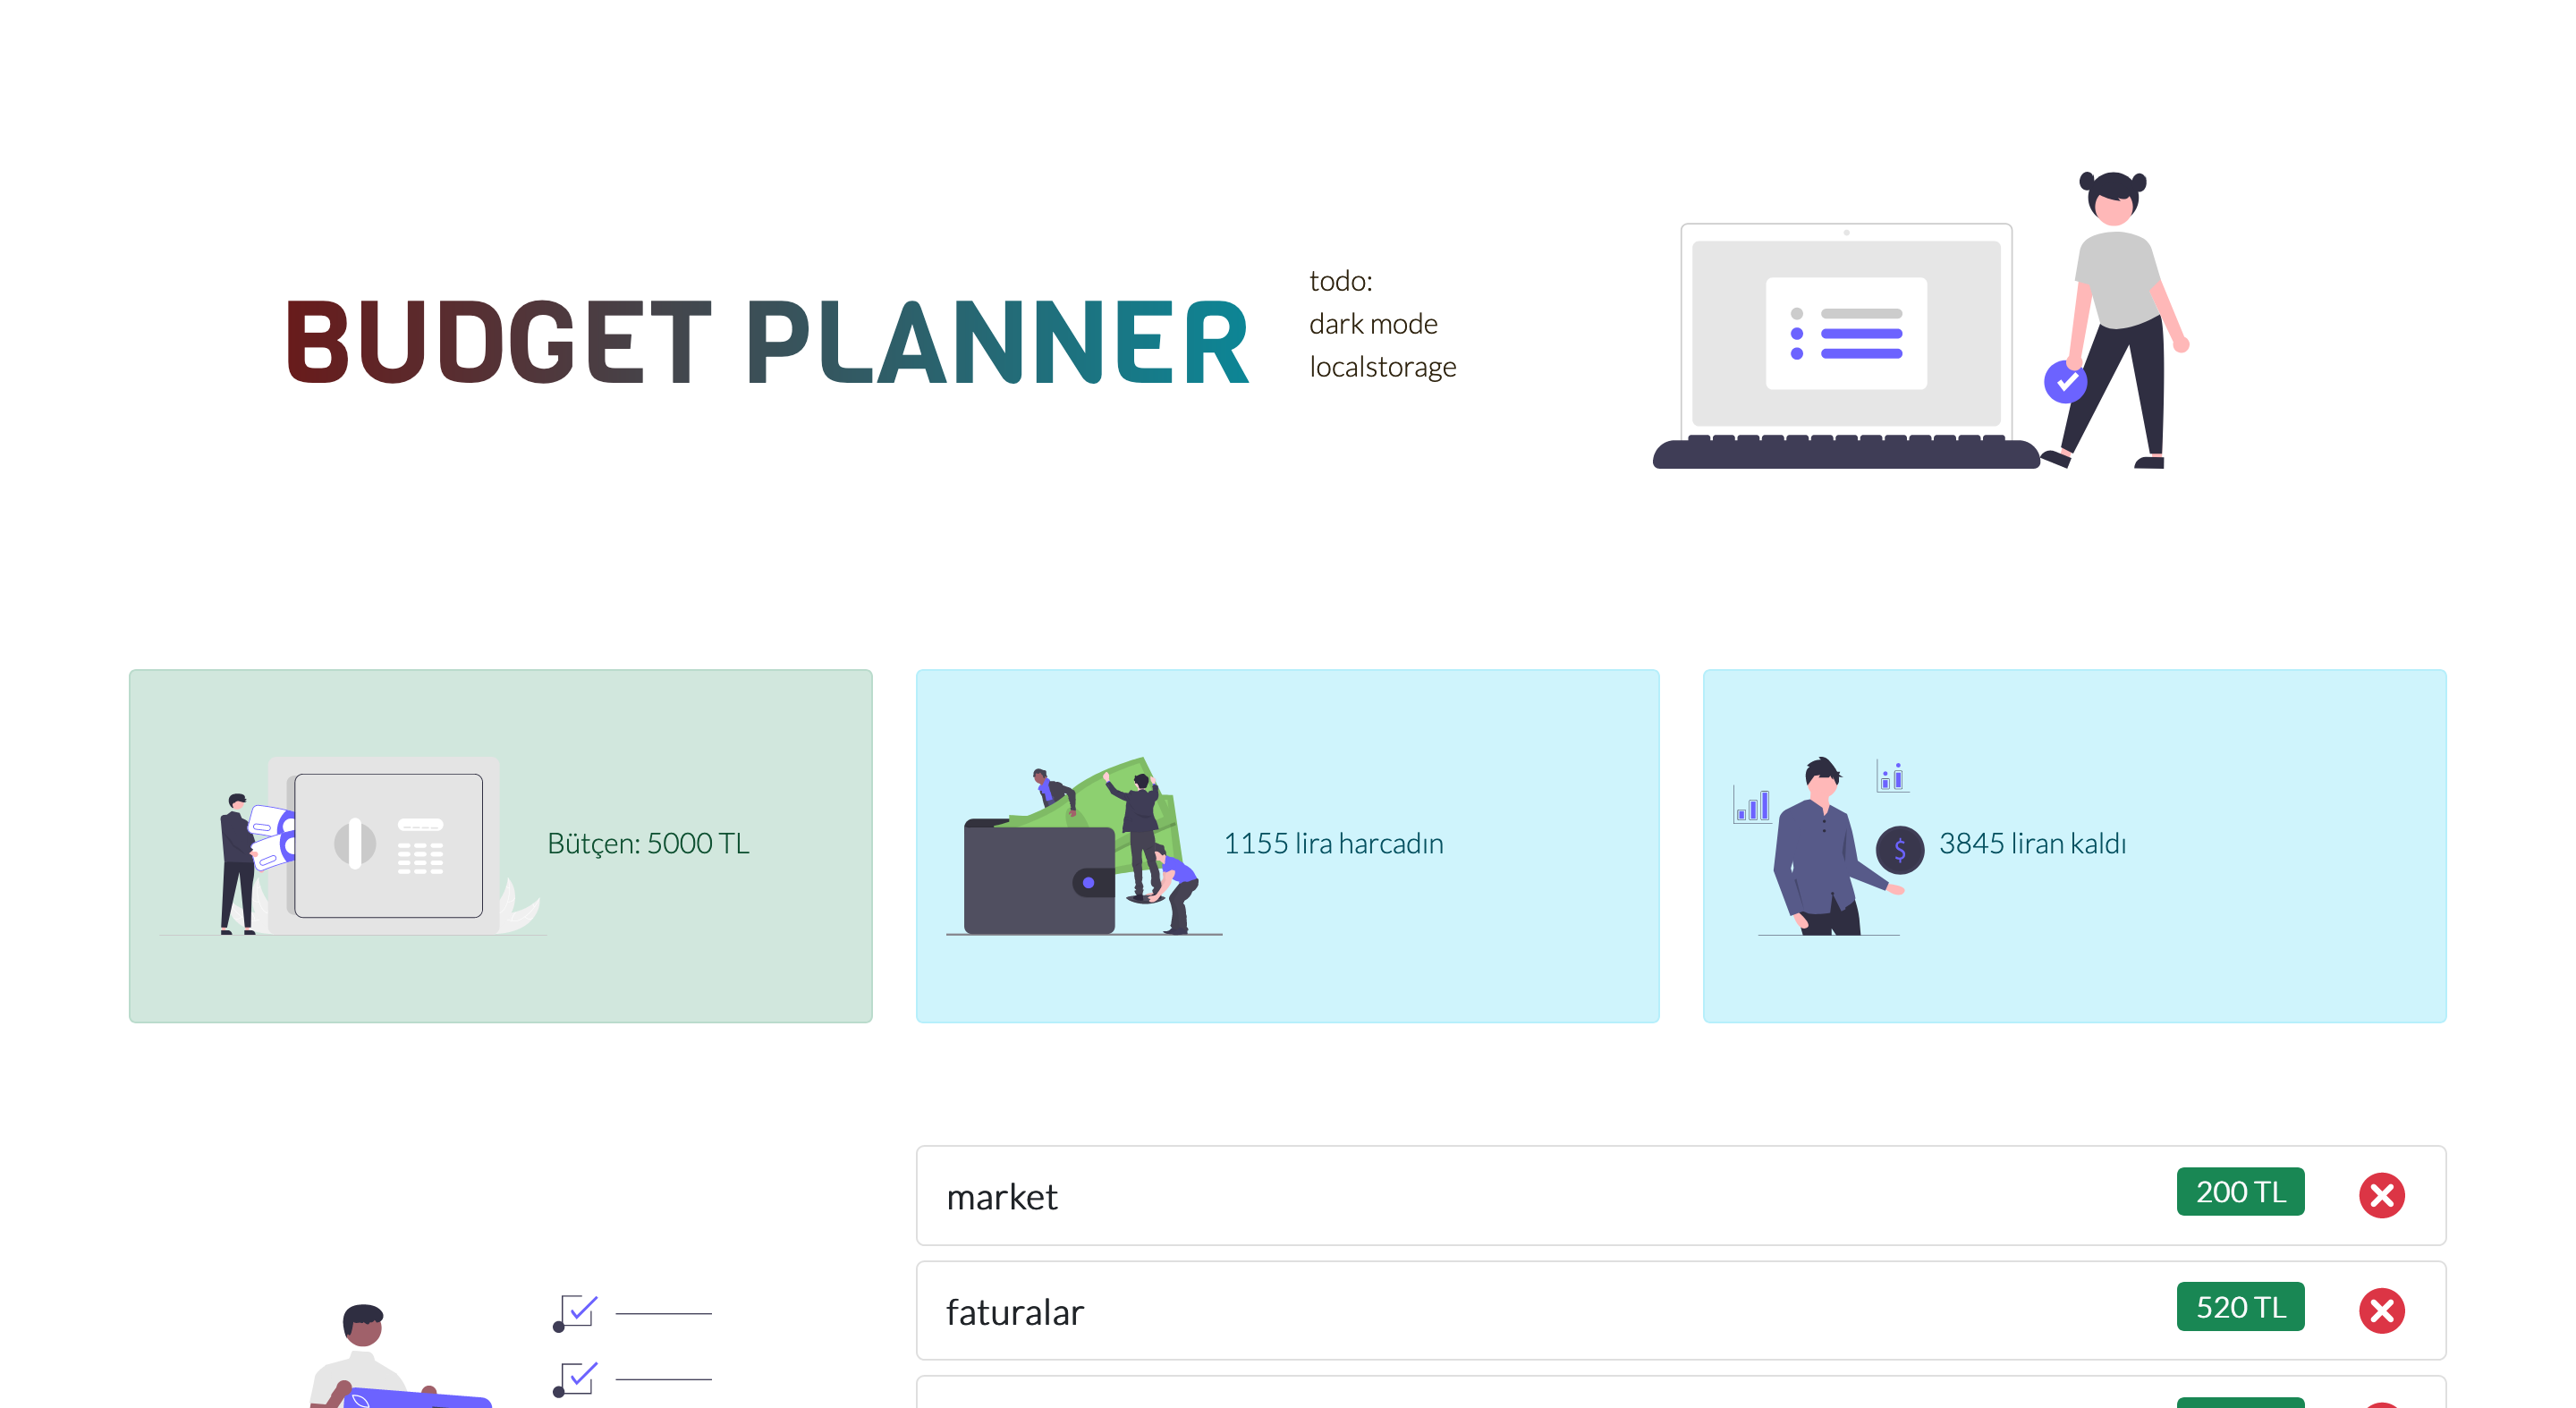 BUDGET PLANNER
todo:
dark mode
localstorage
Bütçen: 5000 TL
1155 lira harcadın
$
3845 liran kaldı
market
200 TL
faturalar
520 TL